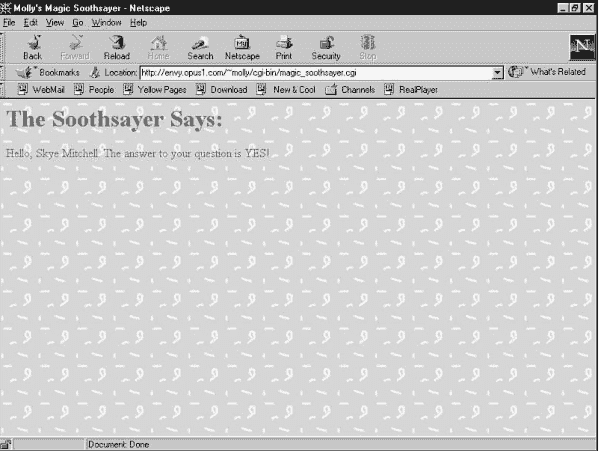 Molly's Magic Soothsayer - Netscape
File Edit View Go Window Help
Back Forward Reload Home Search Netscape Print Security Stop
Bookmarks Location: http://envy.opus1.com/~molly/cgi-bin/magic_soothsayer.cgi What's Related
WebMail People Yellow Pages Download New & Cool Channels RealPlayer
The Soothsayer Says:
Hello, Skye Mitchell. The answer to your question is YES!
Document: Done